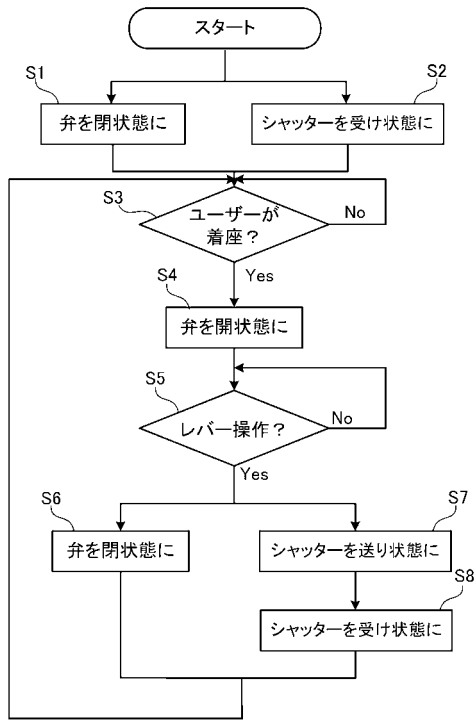 スタート
S1
S2
弁を閉状態に
シャッターを受け状態に
S3
ユーザーが
着座？
No
Yes
S4
弁を開状態に
S5
レバー操作？
No
Yes
S6
S7
弁を閉状態に
シャッターを送り状態に
S8
シャッターを受け状態に